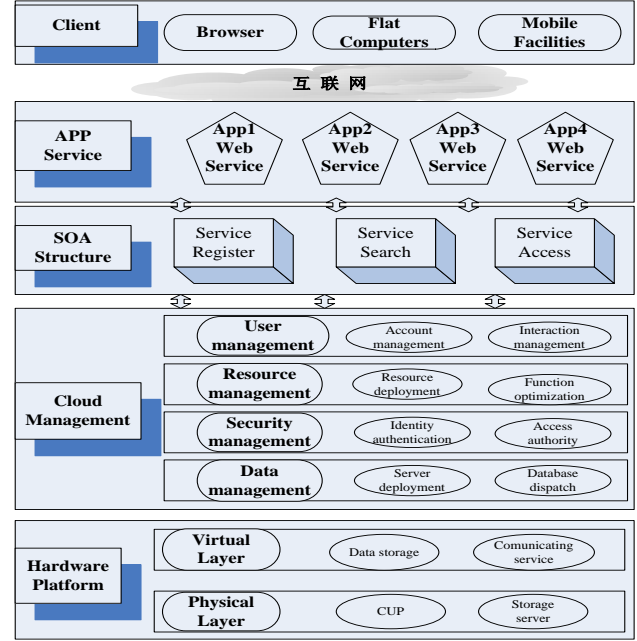 Client
Browser
Flat
Computers
Mobile
Facilities
互 联 网
APP
Service
App1
Web
Service
App2
Web
Service
App3
Web
Service
App4
Web
Service
SOA
Structure
Service
Register
Service
Search
Service
Access
Cloud
Management
User
management
Account
management
Interaction
management
Resource
management
Resource
deployment
Function
optimization
Security
management
Identity
authentication
Access
authority
Data
management
Server
deployment
Database
dispatch
Hardware
Platform
Virtual
Layer
Data storage
Comunicating
service
Physical
Layer
CUP
Storage
server